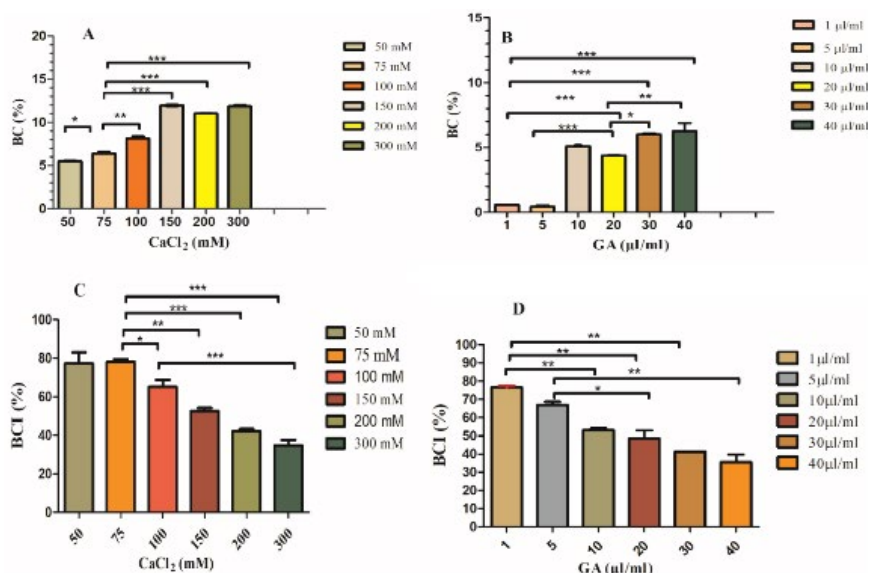 A
BC (%)
20
15
10
5
0
***
***
***
*
**
50 75 100 150 200 300
CaCl2 (mM)
50 mM
75 mM
100 mM
150 mM
200 mM
300 mM
B
BC (%)
15
10
5
0
***
***
***
**
***
*
1 5 10 20 30 40
GA (µl/ml)
1 µl/ml
5 µl/ml
10 µl/ml
20 µl/ml
30 µl/ml
40 µl/ml
C
BCI (%)
100
80
60
40
20
0
***
***
**
*
***
50 75 100 150 200 300
CaCl2 (mM)
50 mM
75 mM
100 mM
150 mM
200 mM
300 mM
D
BCI (%)
100
90
80
70
60
50
40
30
20
10
0
**
**
**
**
*
1 5 10 20 30 40
GA (µl/ml)
1µl/ml
5µl/ml
10µl/ml
20µl/ml
30µl/ml
40µl/ml